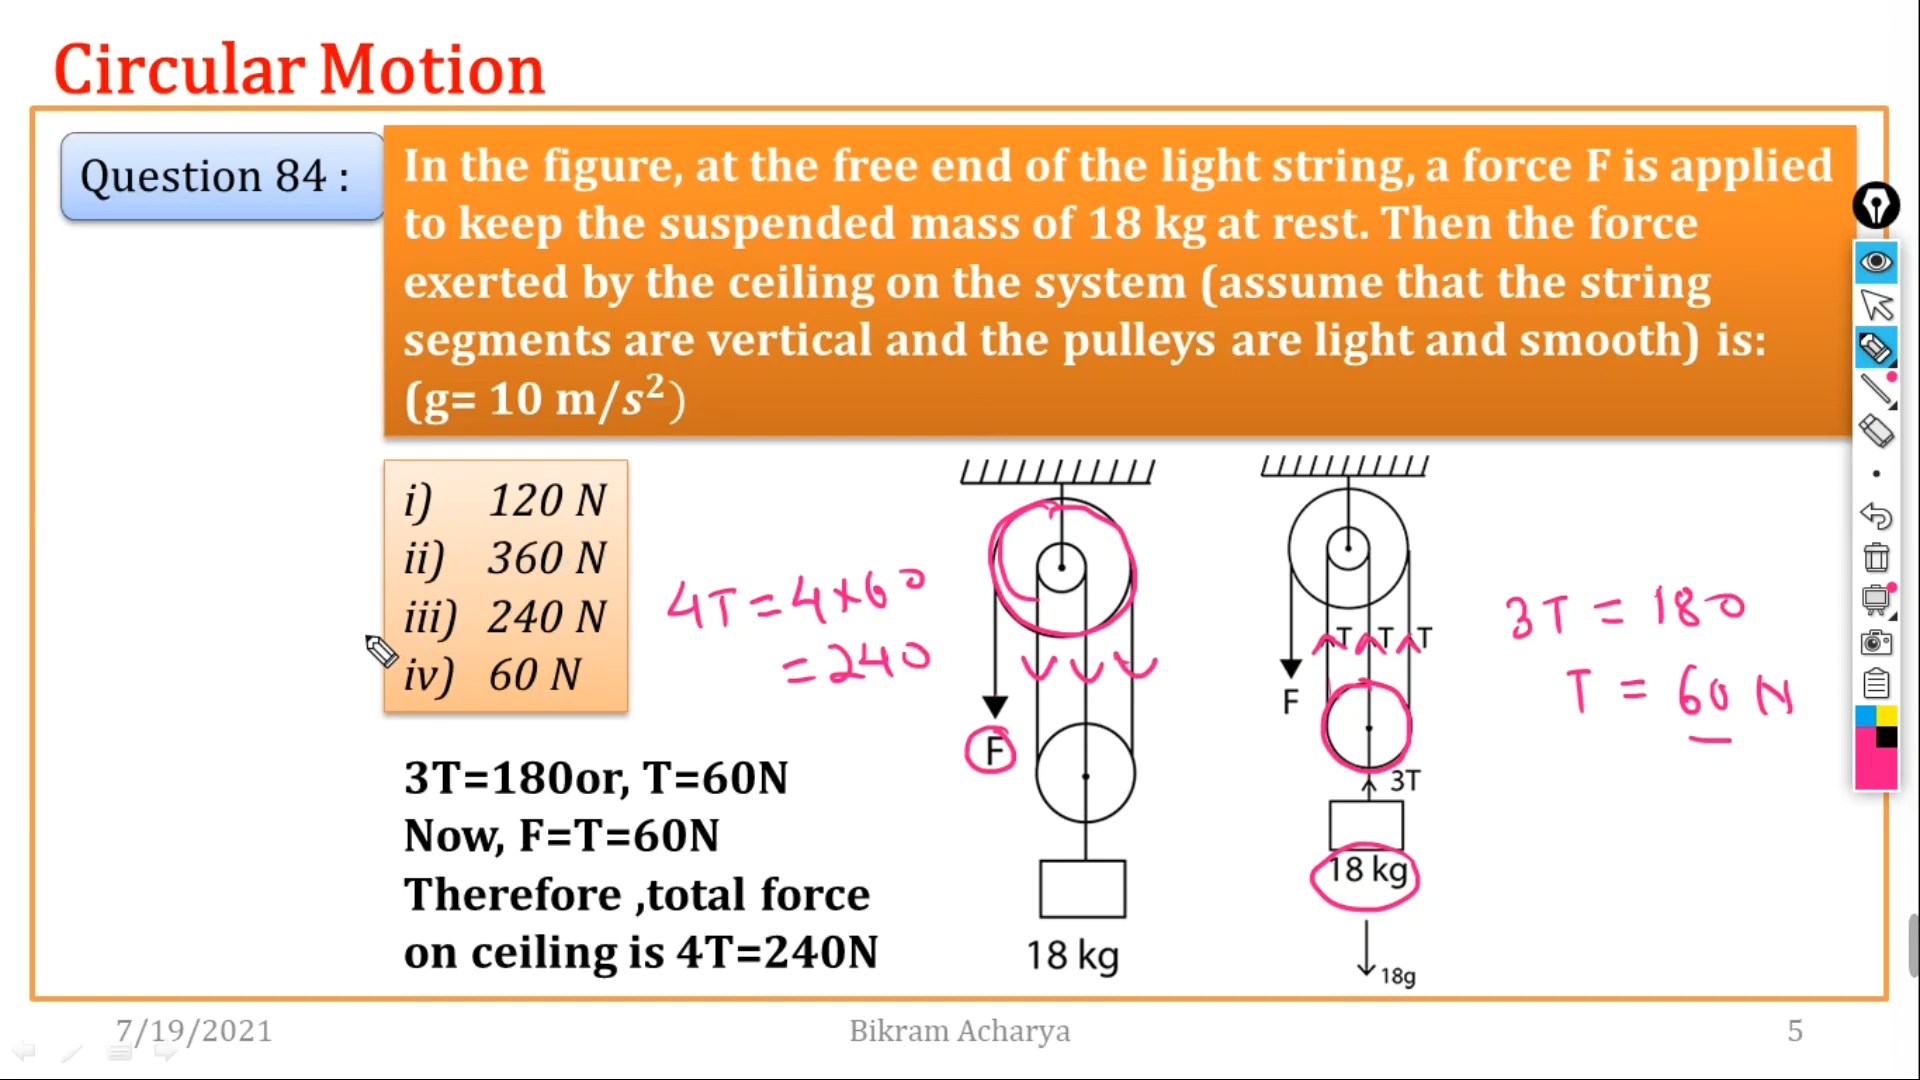 Circular Motion
Question 84 :
In the figure, at the free end of the light string, a force F is applied
to keep the suspended mass of 18 kg at rest. Then the force
exerted by the ceiling on the system (assume that the string
segments are vertical and the pulleys are light and smooth) is:
(g= 10 m/s²)
i) 120 N
ii) 360 N
iii) 240 N
iv) 60 N
3T=180or, T=60N
Now, F=T=60N
Therefore ,total force
on ceiling is 4T=240N
4T = 4×60
= 240
F
18 kg
T T T
F
3T
18 kg
18g
3T = 180
T = 60 N
7/19/2021
Bikram Acharya
5